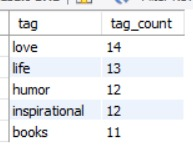 tag tag_count
love 14
life 13
humor 12
inspirational 12
books 11